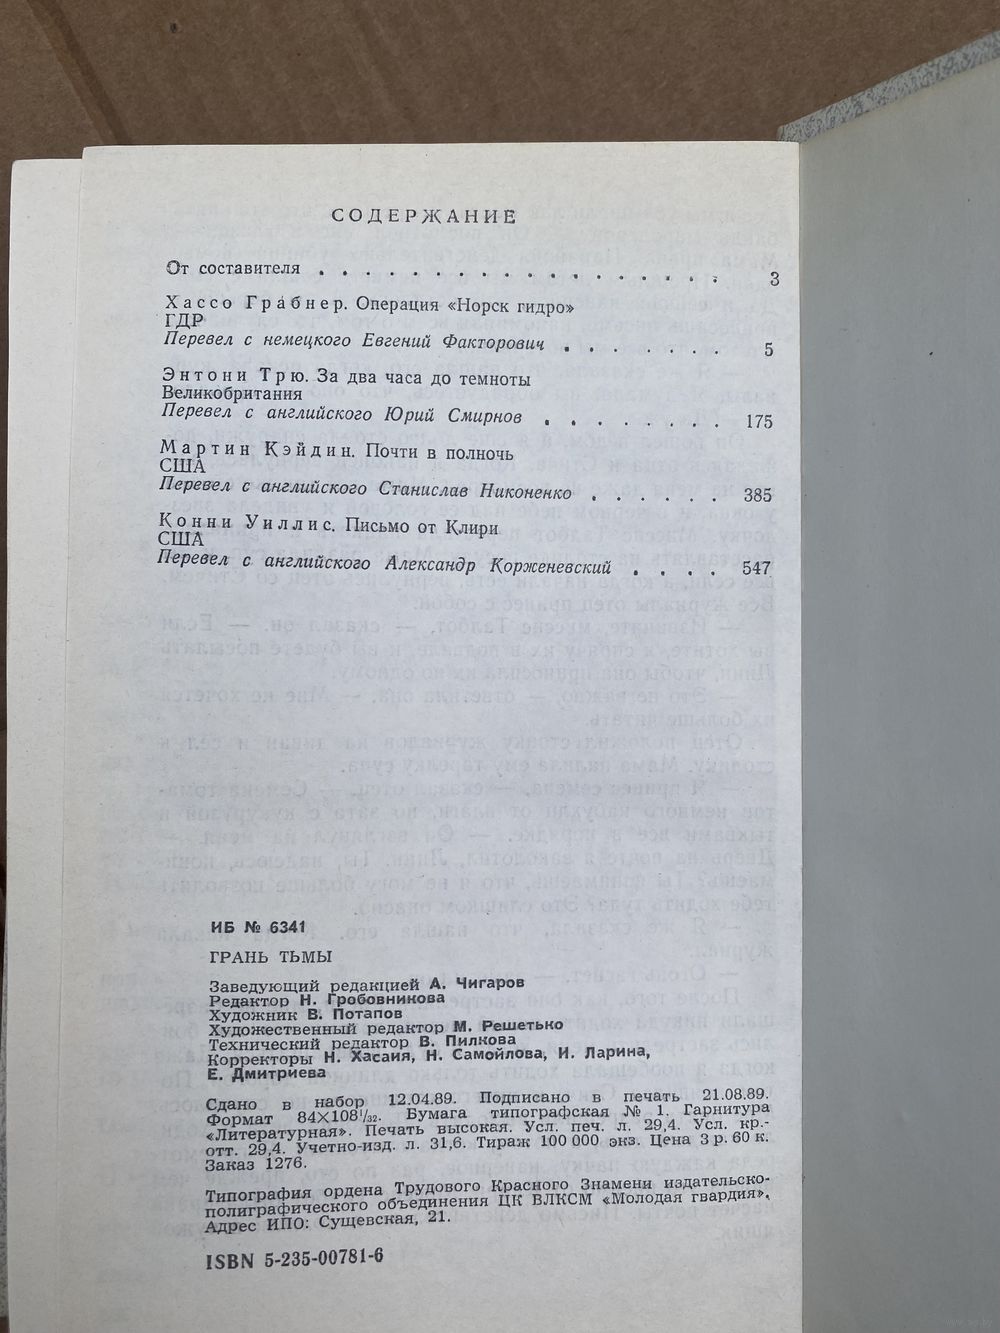 СОДЕРЖАНИЕ
От составителя . . . . . . . . . . . . . . . . . . 3
Хассо Грабнер. Операция «Норск гидро»
ГДР
Перевел с немецкого Евгений Факторович . . . . . . . 5
Энтони Трю. За два часа до темноты
Великобритания
Перевел с английского Юрий Смирнов . . . . . . . . 175
Мартин Кэйдин. Почти в полночь
США
Перевел с английского Станислав Никоненко . . . . . . 385
Конни Уиллис. Письмо от Клири
США
Перевел с английского Александр Корженевский . . . . 547
ИБ № 6341
ГРАНЬ ТЬМЫ
Заведующий редакцией А. Чигаров
Редактор Н. Гробовникова
Художник В. Потапов
Художественный редактор М. Решетько
Технический редактор В. Пилкова
Корректоры Н. Хасаия, Н. Самойлова, И. Ларина,
Е. Дмитриева
Сдано в набор 12.04.89. Подписано в печать 21.08.89.
Формат 84X108 1/32. Бумага типографская № 1. Гарнитура
«Литературная». Печать высокая. Усл. печ. л. 29,4. Усл. кр.-
отт. 29,4. Учетно-изд. л. 31,6. Тираж 100 000 экз. Цена 3 р. 60 к.
Заказ 1276.
Типография ордена Трудового Красного Знамени издательско-
полиграфического объединения ЦК ВЛКСМ «Молодая гвардия».
Адрес ИПО: Сущевская, 21.
ISBN 5-235-00781-6